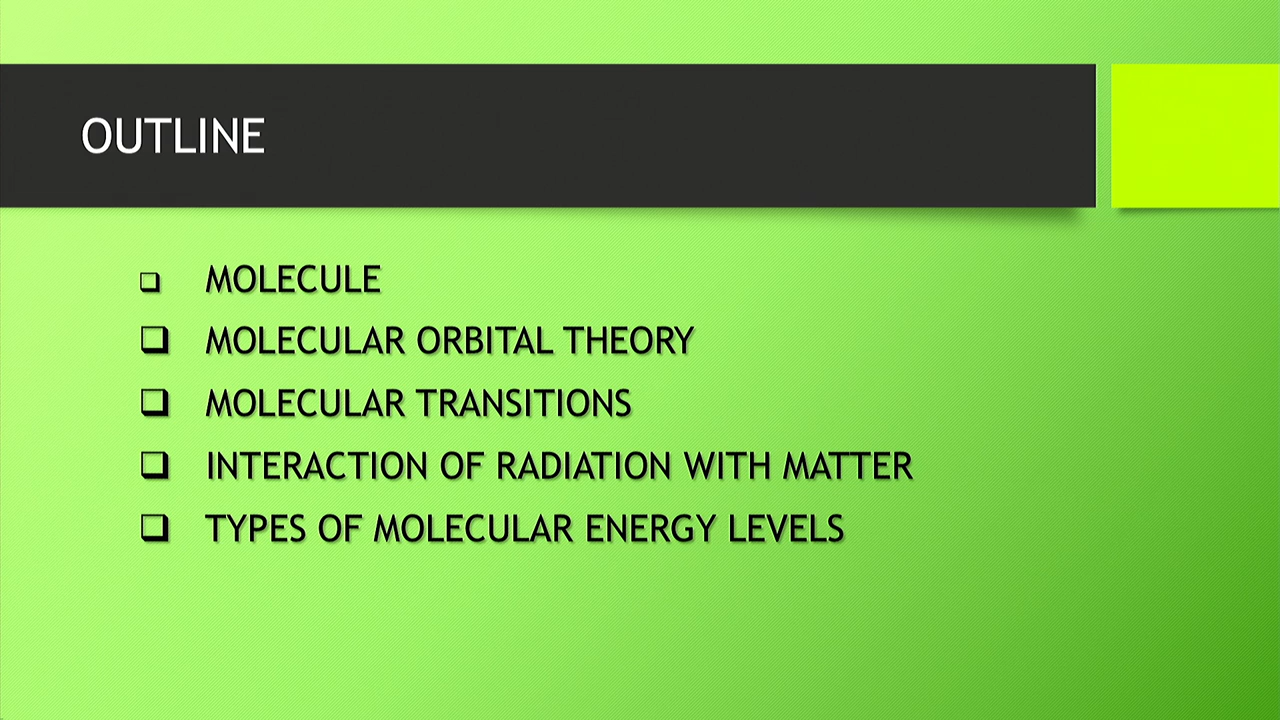 OUTLINE
❑ MOLECULE
❑ MOLECULAR ORBITAL THEORY
❑ MOLECULAR TRANSITIONS
❑ INTERACTION OF RADIATION WITH MATTER
❑ TYPES OF MOLECULAR ENERGY LEVELS